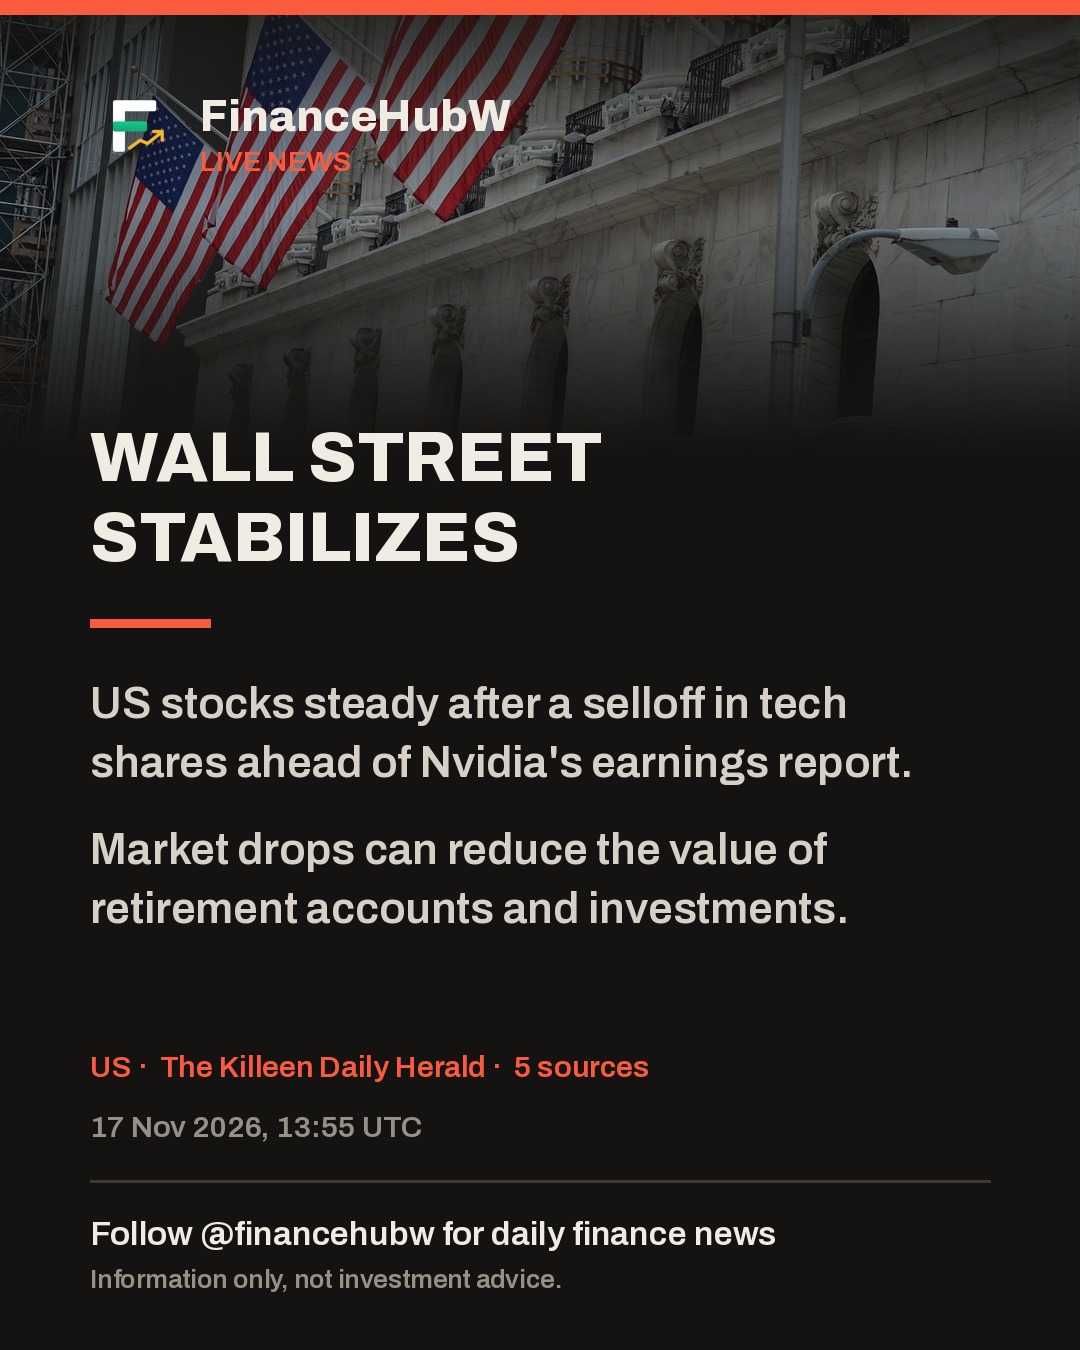 FinanceHubW
LIVE NEWS
WALL STREET
STABILIZES
US stocks steady after a selloff in tech
shares ahead of Nvidia's earnings report.
Market drops can reduce the value of
retirement accounts and investments.
US · The Killeen Daily Herald · 5 sources
17 Nov 2026, 13:55 UTC
Follow @financehubw for daily finance news
Information only, not investment advice.